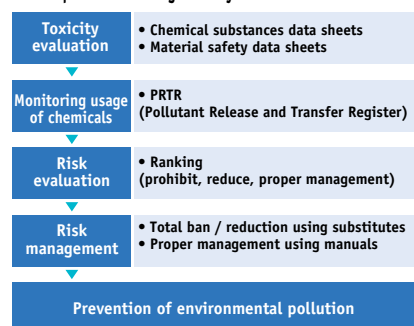 Toxicity
evaluation
• Chemical substances data sheets
• Material safety data sheets
Monitoring usage
of chemicals
• PRTR
(Pollutant Release and Transfer Register)
Risk
evaluation
• Ranking
(prohibit, reduce, proper management)
Risk
management
• Total ban / reduction using substitutes
• Proper management using manuals
Prevention of environmental pollution